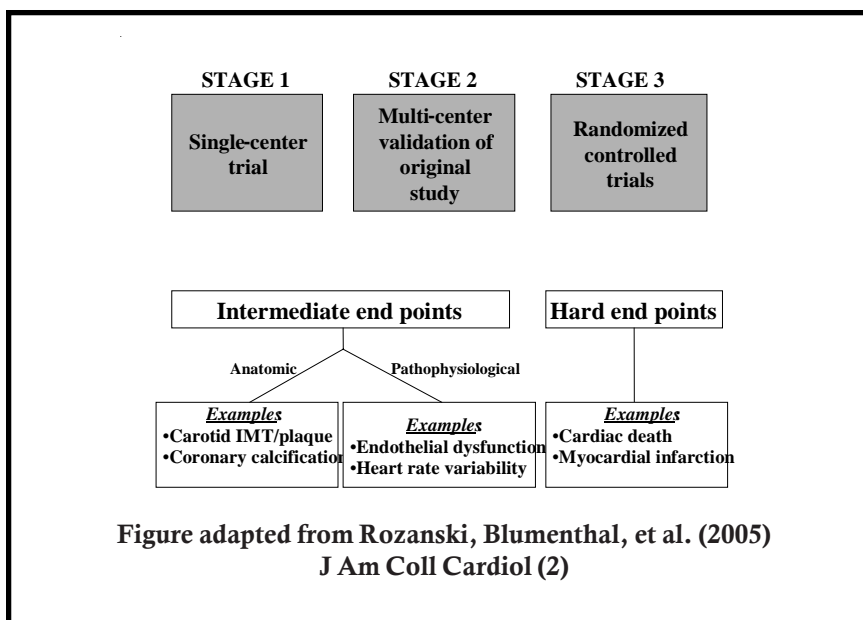 STAGE 1
STAGE 2
STAGE 3
Single-center
trial
Multi-center
validation of
original
study
Randomized
controlled
trials
Intermediate end points
Hard end points
Anatomic
Pathophysiological
Examples:
•Carotid IMT/plaque
•Coronary calcification
Examples:
•Endothelial dysfunction
•Heart rate variability
Examples:
•Cardiac death
•Myocardial infarction
Figure adapted from Rozanski, Blumenthal, et al. (2005)
J Am Coll Cardiol (2)